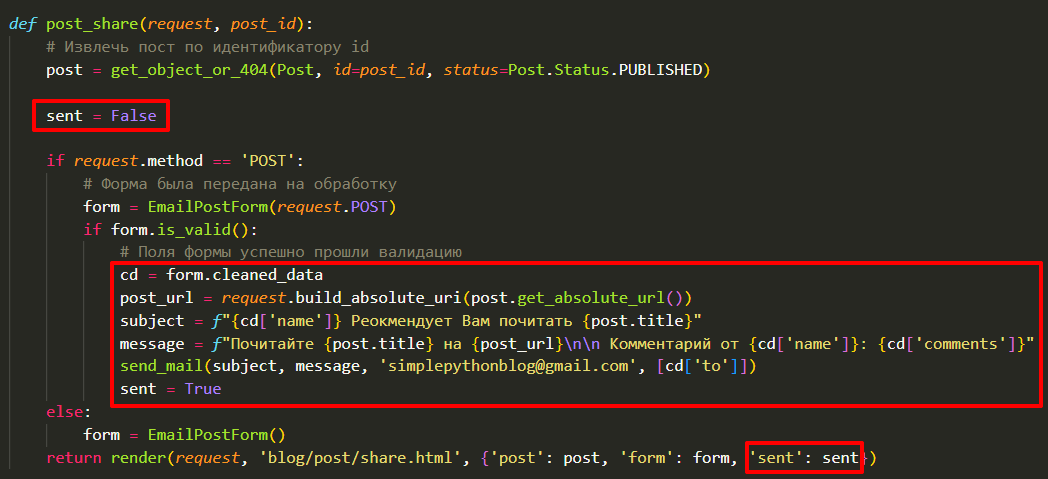 def post_share(request, post_id):
# Извлечь пост по идентификатору id
post = get_object_or_404(Post, id=post_id, status=Post.Status.PUBLISHED)
sent = False
if request.method == 'POST':
# Форма была передана на обработку
form = EmailPostForm(request.POST)
if form.is_valid():
# Поля формы успешно прошли валидацию
cd = form.cleaned_data
post_url = request.build_absolute_uri(post.get_absolute_url())
subject = f"{cd['name']} Реокмендует Вам почитать {post.title}"
message = f"Почитайте {post.title} на {post_url}\n\n Комментарий от {cd['name']}: {cd['comments']}"
send_mail(subject, message, 'simplepythonblog@gmail.com', [cd['to']])
sent = True
else:
form = EmailPostForm()
return render(request, 'blog/post/share.html', {'post': post, 'form': form, 'sent': sent})